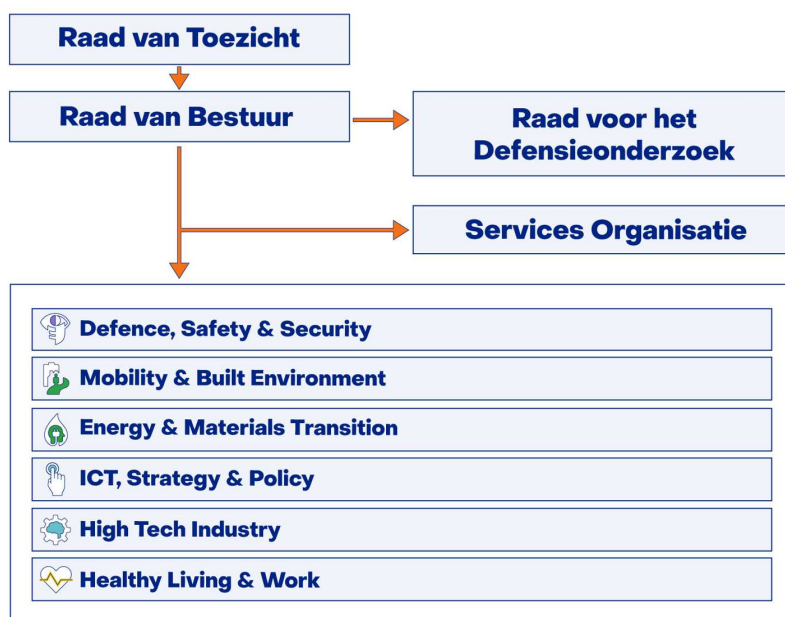 Raad van Toezicht
Raad van Bestuur
Raad voor het
Defensieonderzoek
Services Organisatie
Defence, Safety & Security
Mobility & Built Environment
Energy & Materials Transition
ICT, Strategy & Policy
High Tech Industry
Healthy Living & Work